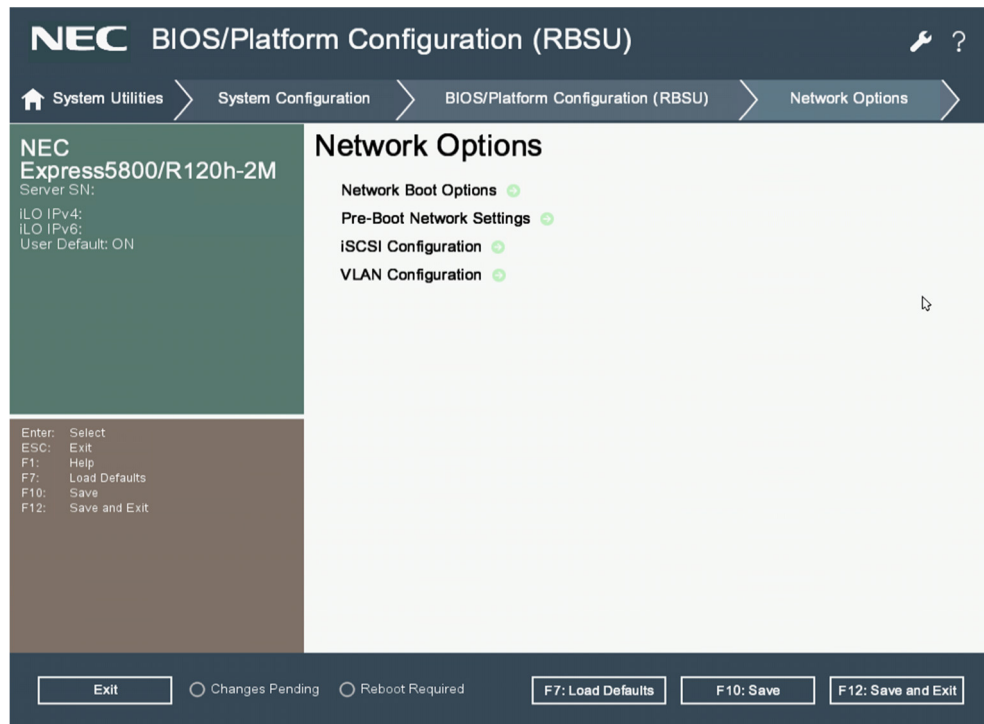 NEC BIOS/Platform Configuration (RBSU) ?
System Utilities System Configuration BIOS/Platform Configuration (RBSU) Network Options
NEC
Express5800/R120h-2M
Server SN:
iLO IPv4:
iLO IPv6:
User Default: ON
Network Options
Network Boot Options
Pre-Boot Network Settings
iSCSI Configuration
VLAN Configuration
Enter: Select
ESC: Exit
F1: Help
F7: Load Defaults
F10: Save
F12: Save and Exit
Exit Changes Pending Reboot Required F7: Load Defaults F10: Save F12: Save and Exit